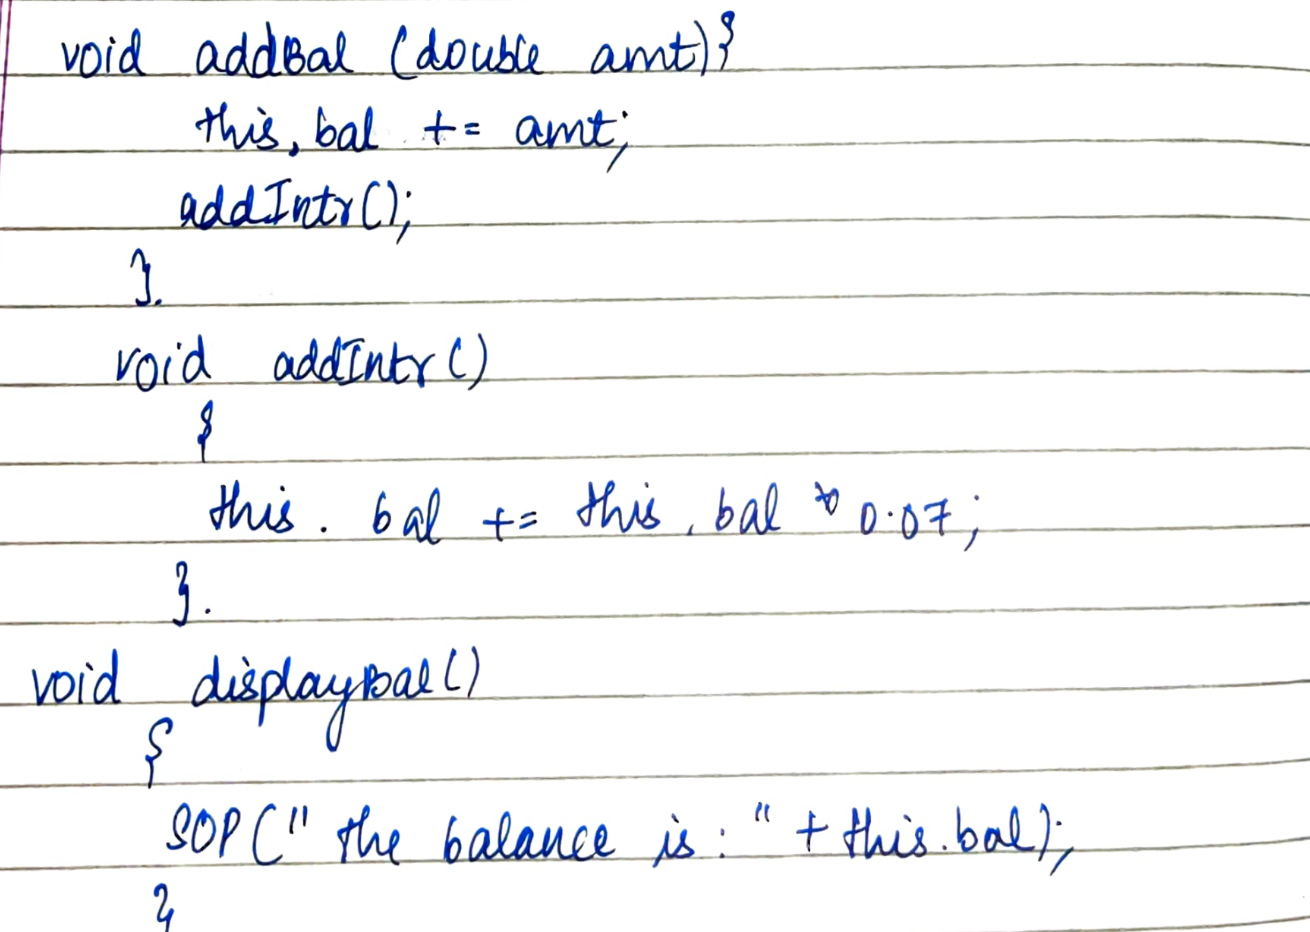 void addBal (double amt){
this, bal += amt;
addIntr();
}.
void addIntr()
{
this. bal += this. bal * 0.07;
}.
void displayBal()
{
SOP(" the balance is: " + this.bal);
}